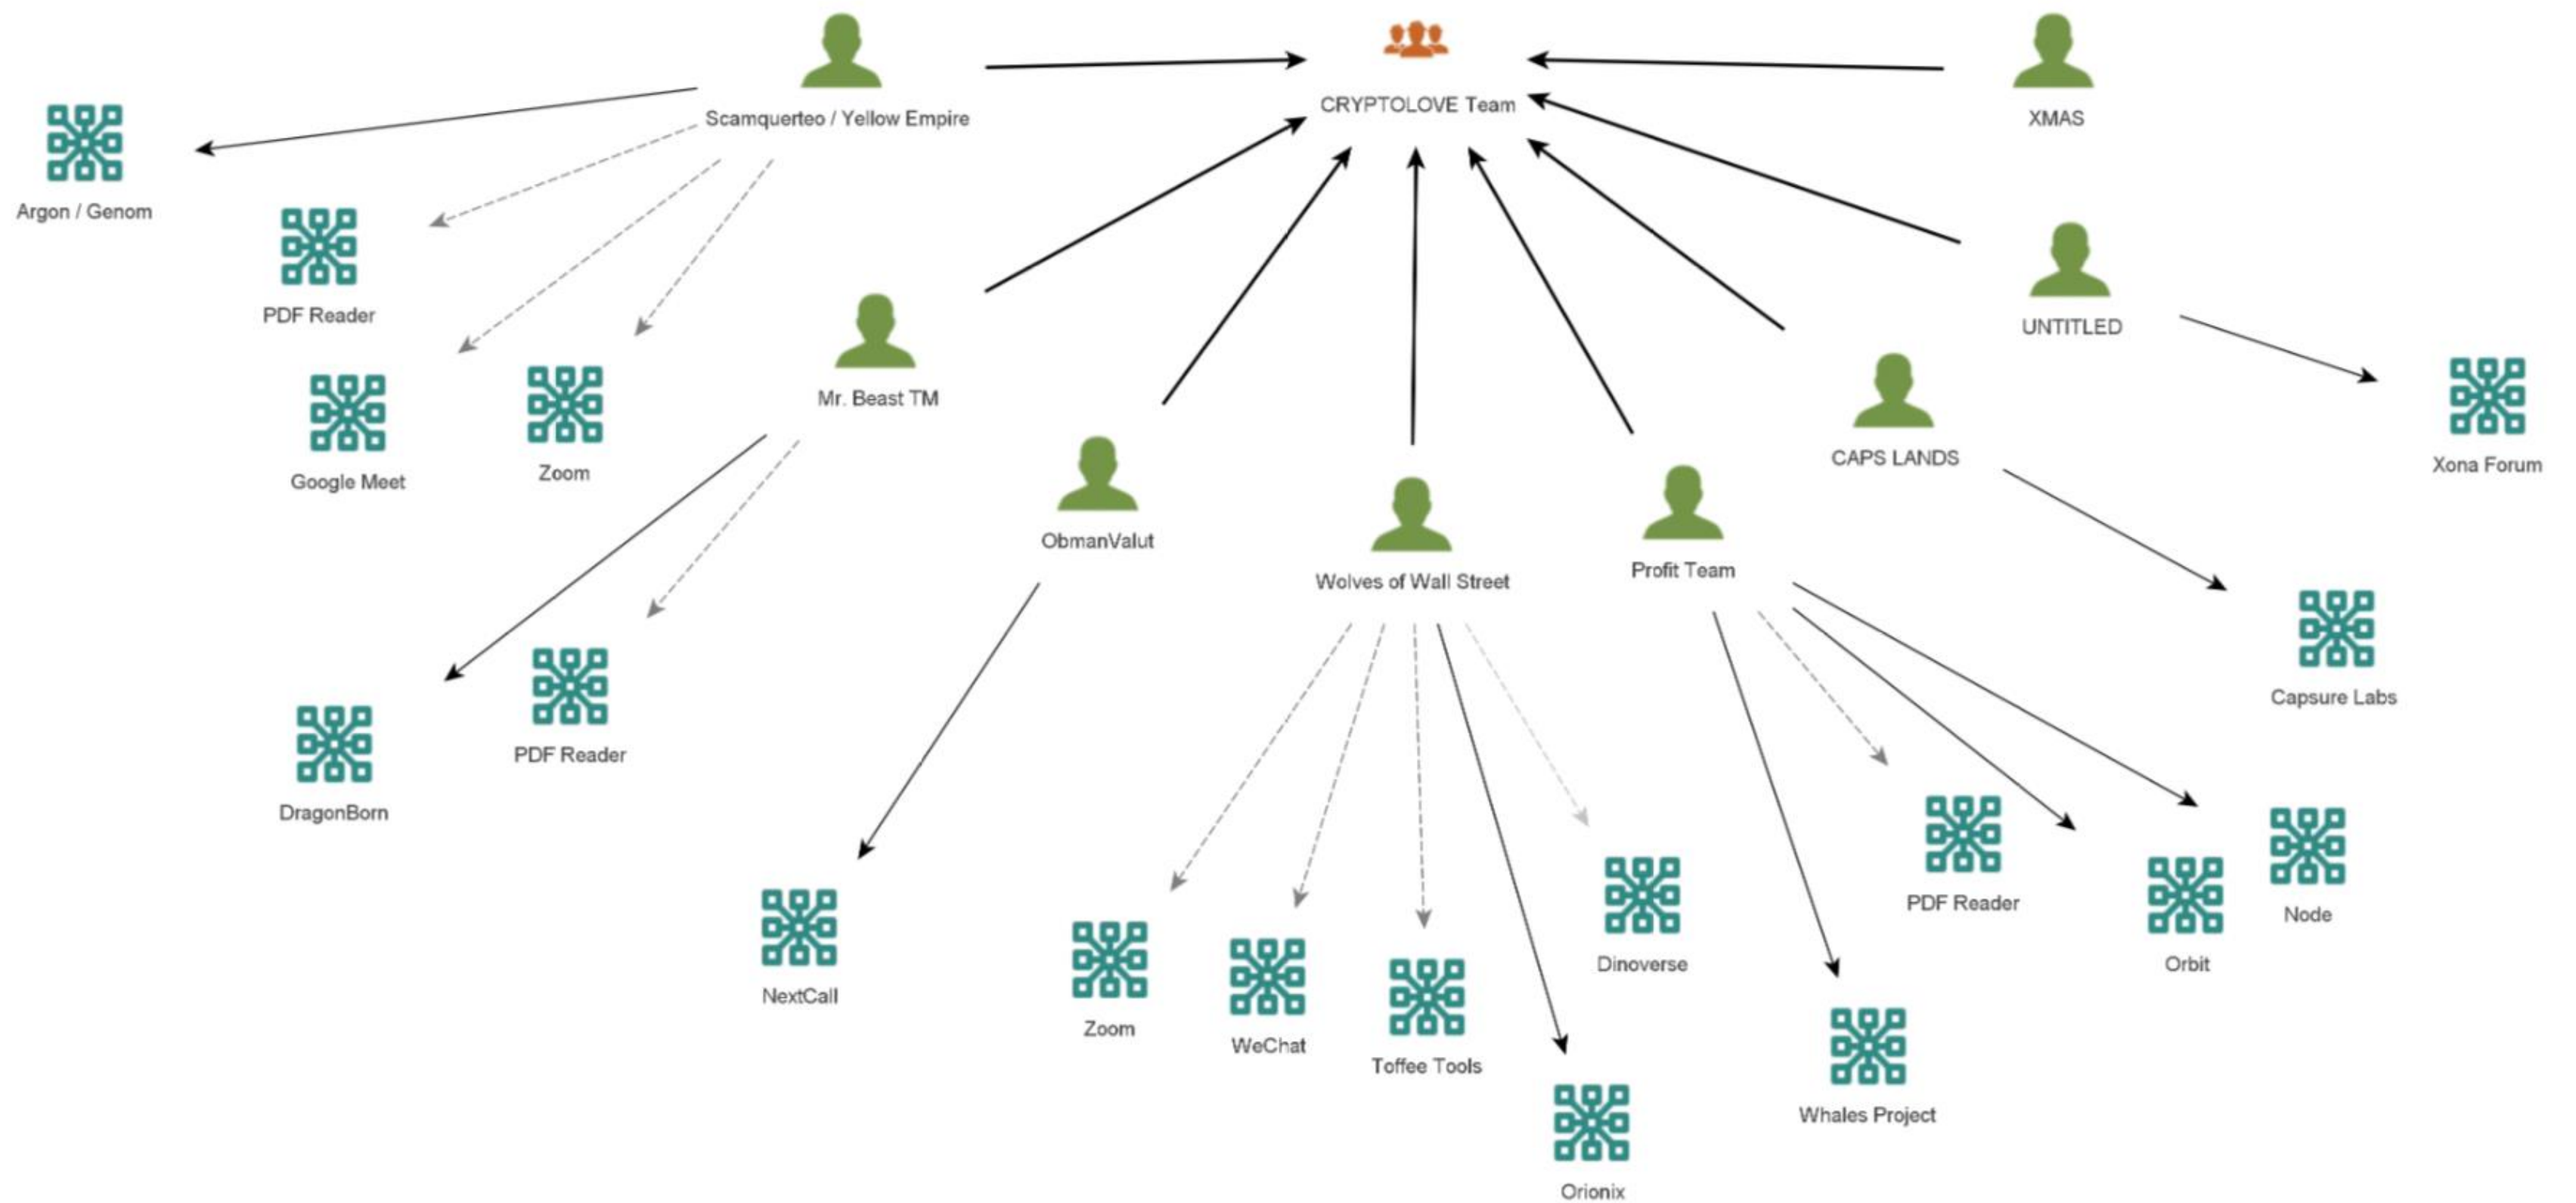 CRYPTOLOVE Team
Scamquerteo / Yellow Empire
XMAS
Argon / Genom
PDF Reader
UNTITLED
Mr. Beast TM
CAPS LANDS
Xona Forum
Zoom
Google Meet
ObmanValut
Profit Team
Wolves of Wall Street
Capsure Labs
PDF Reader
DragonBorn
PDF Reader
Node
Dinoverse
Orbit
NextCall
Zoom
WeChat
Toffee Tools
Whales Project
Orionix